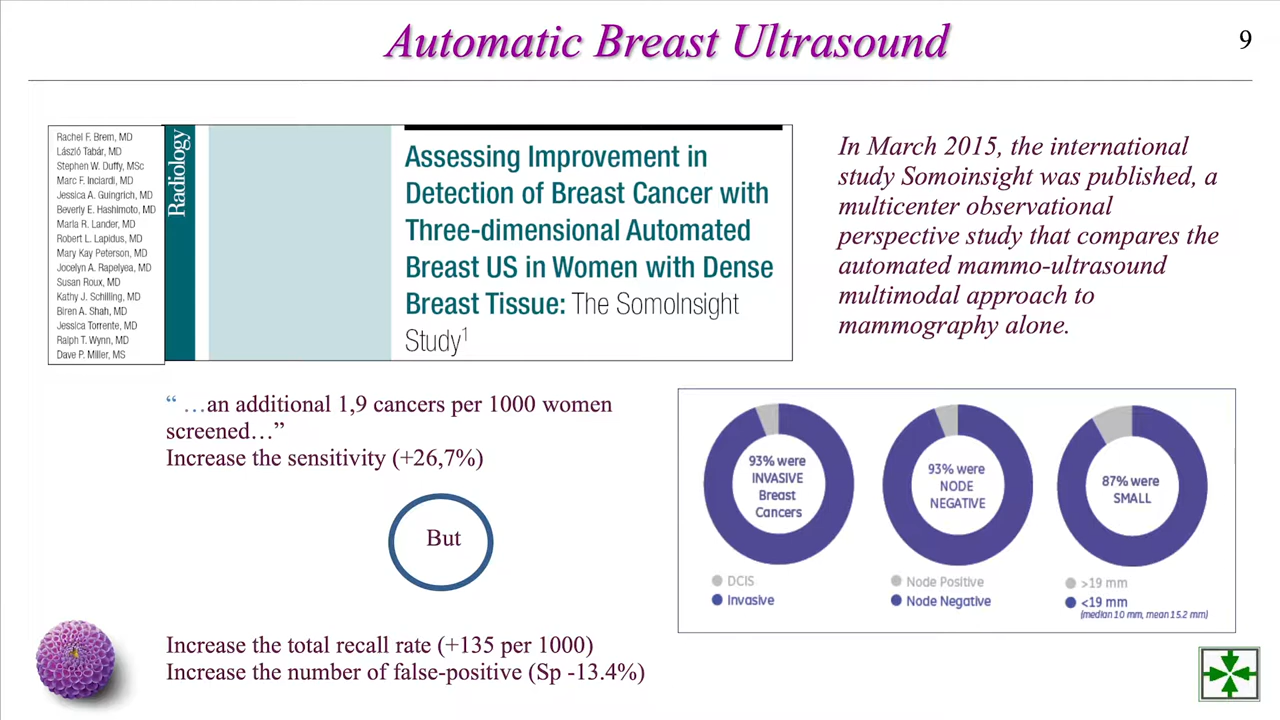 Automatic Breast Ultrasound
9
Rachel F. Brem, MD
László Tabár, MD
Stephen W. Duffy, MSc
Marc F. Inciardi, MD
Jessica A. Guingrich, MD
Beverly E. Hashimoto, MD
Marla R. Lander, MD
Robert L. Lapidus, MD
Mary Kay Peterson, MD
Jocelyn A. Rapelyea, MD
Susan Roux, MD
Kathy J. Schilling, MD
Biren A. Shah, MD
Jessica Torrente, MD
Ralph T. Wynn, MD
Dave P. Miller, MS
Radiology
Assessing Improvement in
Detection of Breast Cancer with
Three-dimensional Automated
Breast US in Women with Dense
Breast Tissue: The SomoInsight
Study1
In March 2015, the international
study Somoinsight was published, a
multicenter observational
perspective study that compares the
automated mammo-ultrasound
multimodal approach to
mammography alone.
“ …an additional 1,9 cancers per 1000 women
screened…”
Increase the sensitivity (+26,7%)
But
Increase the total recall rate (+135 per 1000)
Increase the number of false-positive (Sp -13.4%)
93% were
INVASIVE
Breast
Cancers
DCIS
Invasive
93% were
NODE
NEGATIVE
Node Positive
Node Negative
87% were
SMALL
>19 mm
<19 mm
(median 10 mm, mean 15.2 mm)